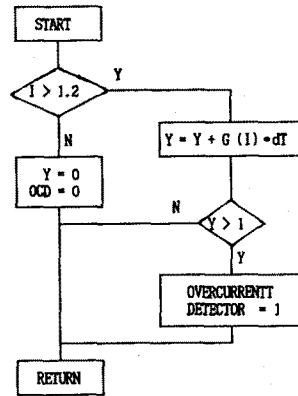 START
I > 1.2
Y
N
Y = Y + G (I)•dT
Y = 0
OCD = 0
N
Y > 1
Y
OVERCURRENTT
DETECTOR = 1
RETURN